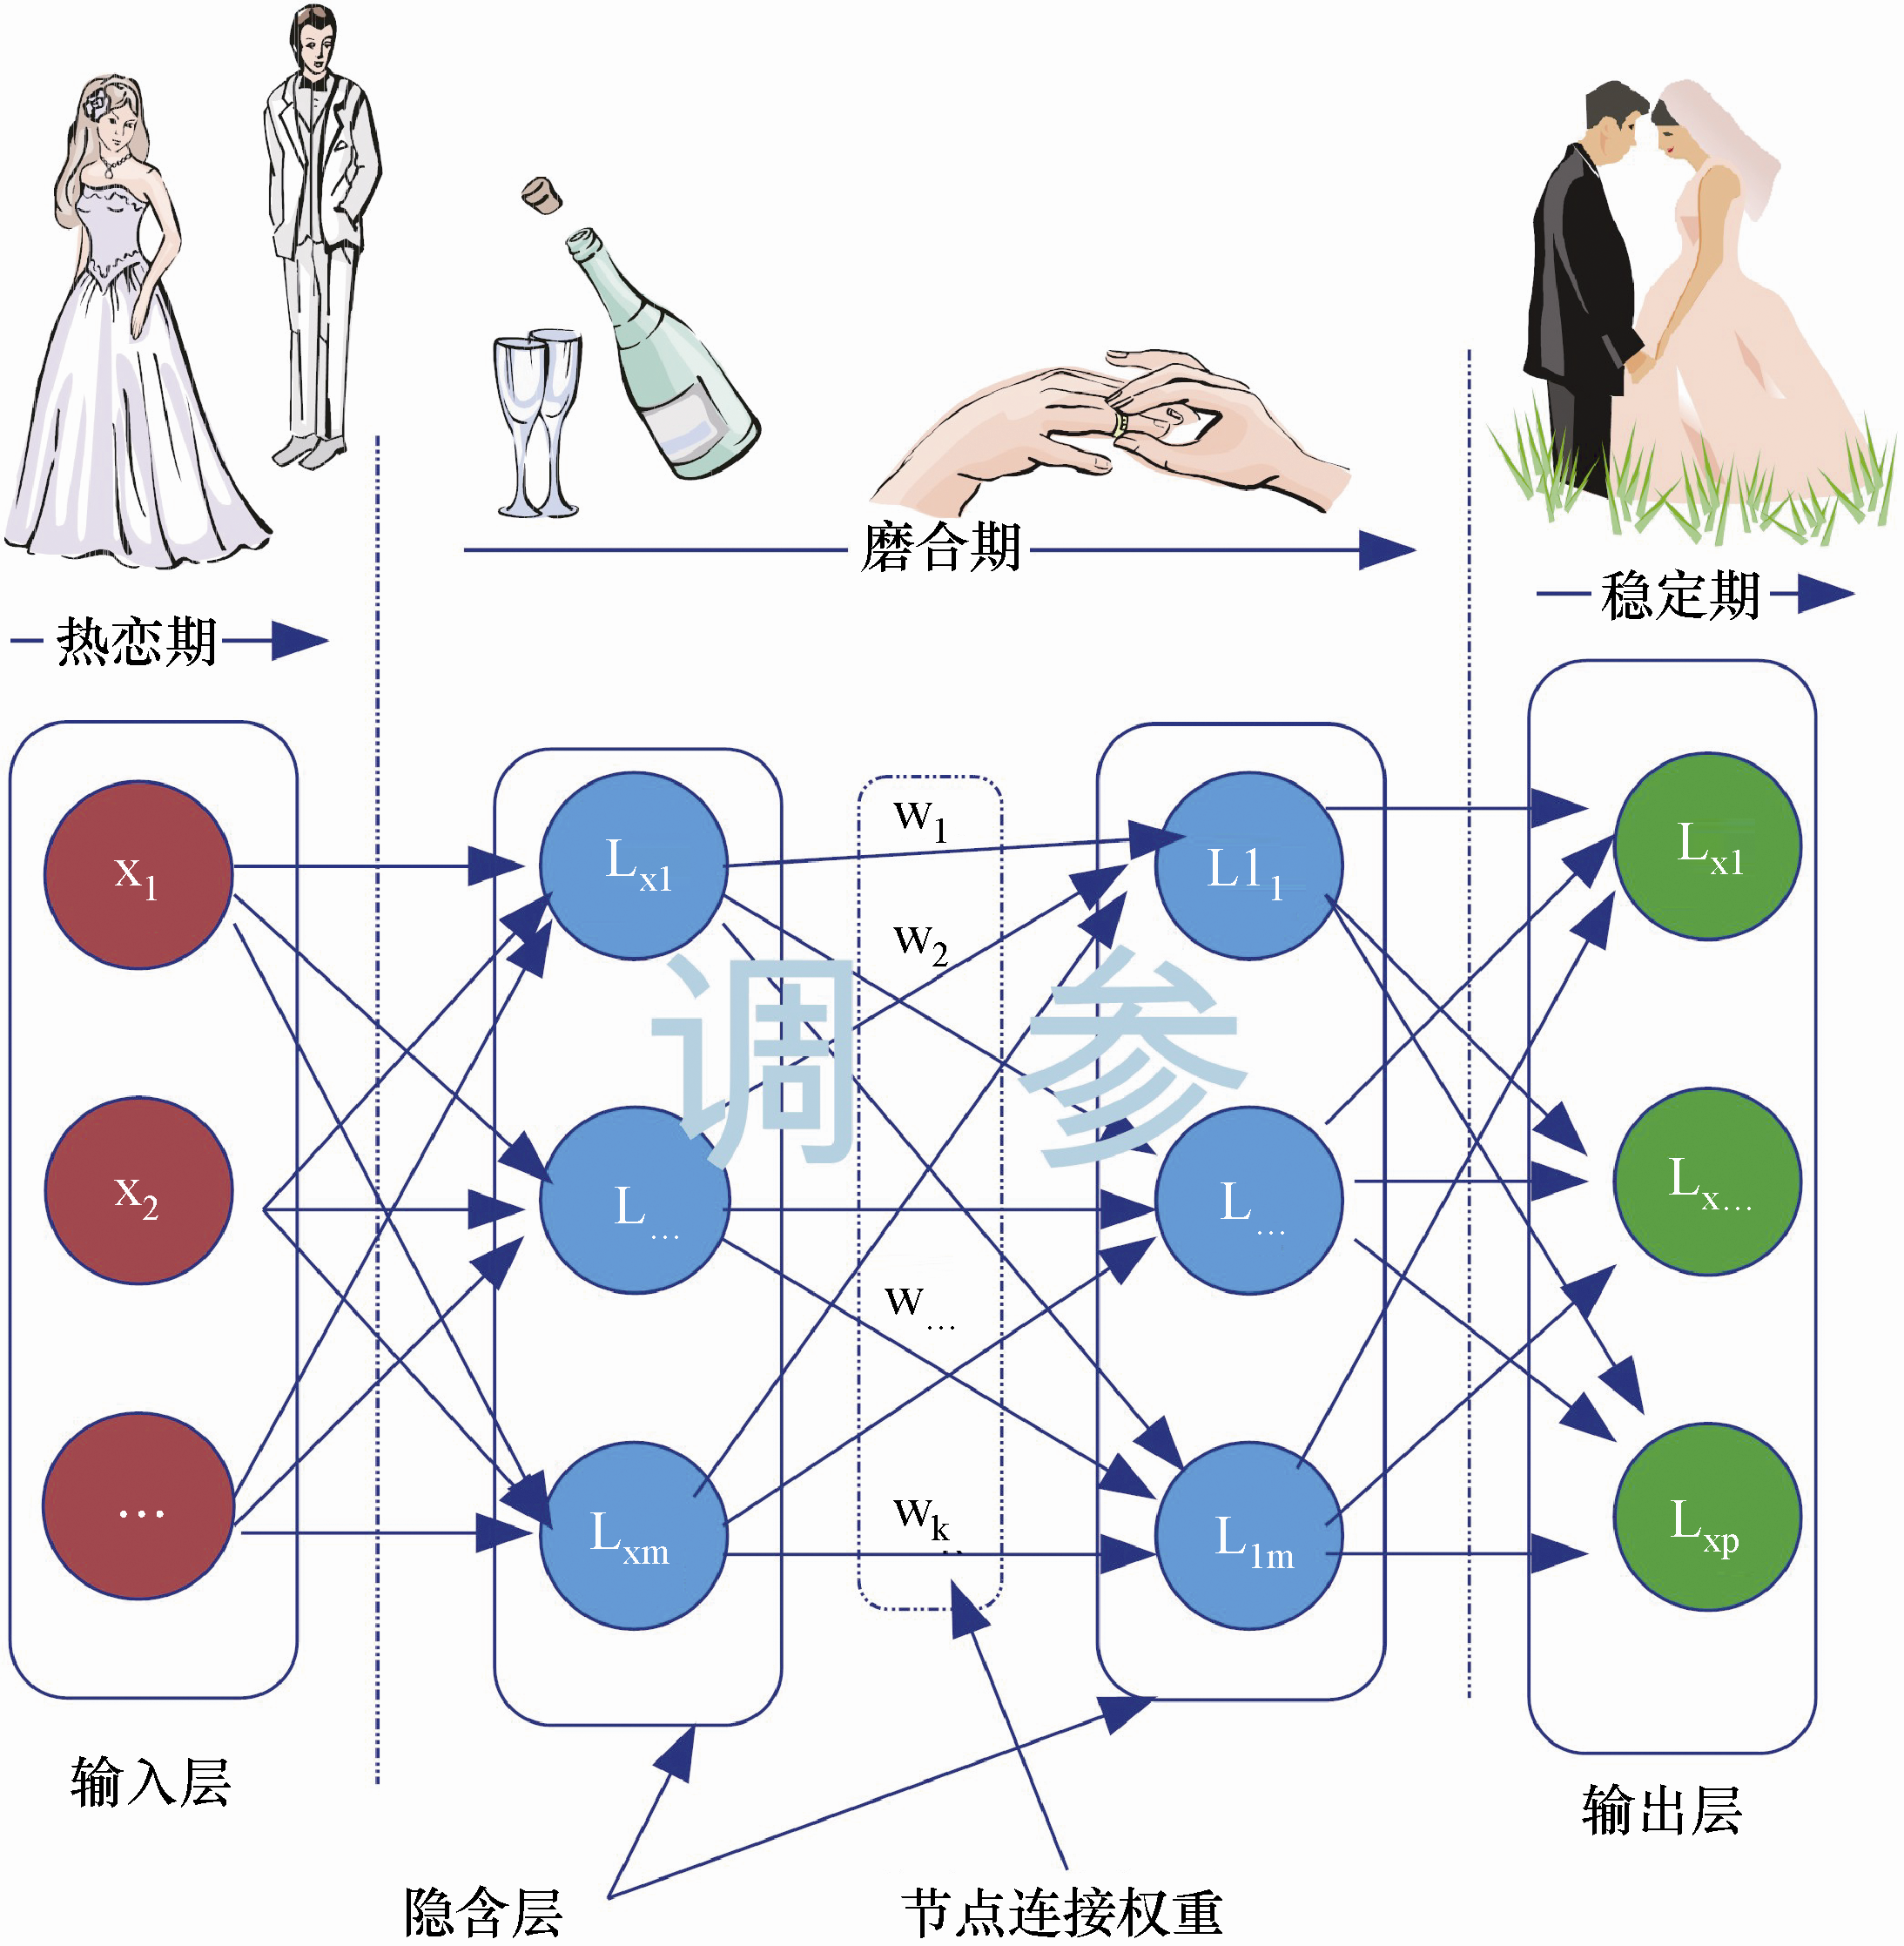 磨合期
稳定期
热恋期
x1
Lx1
w1
L11
Lx1
w2
调 参
x2
L...
L...
Lx...
w...
...
Lxm
wk
L1m
Lxp
输入层
输出层
隐含层
节点连接权重